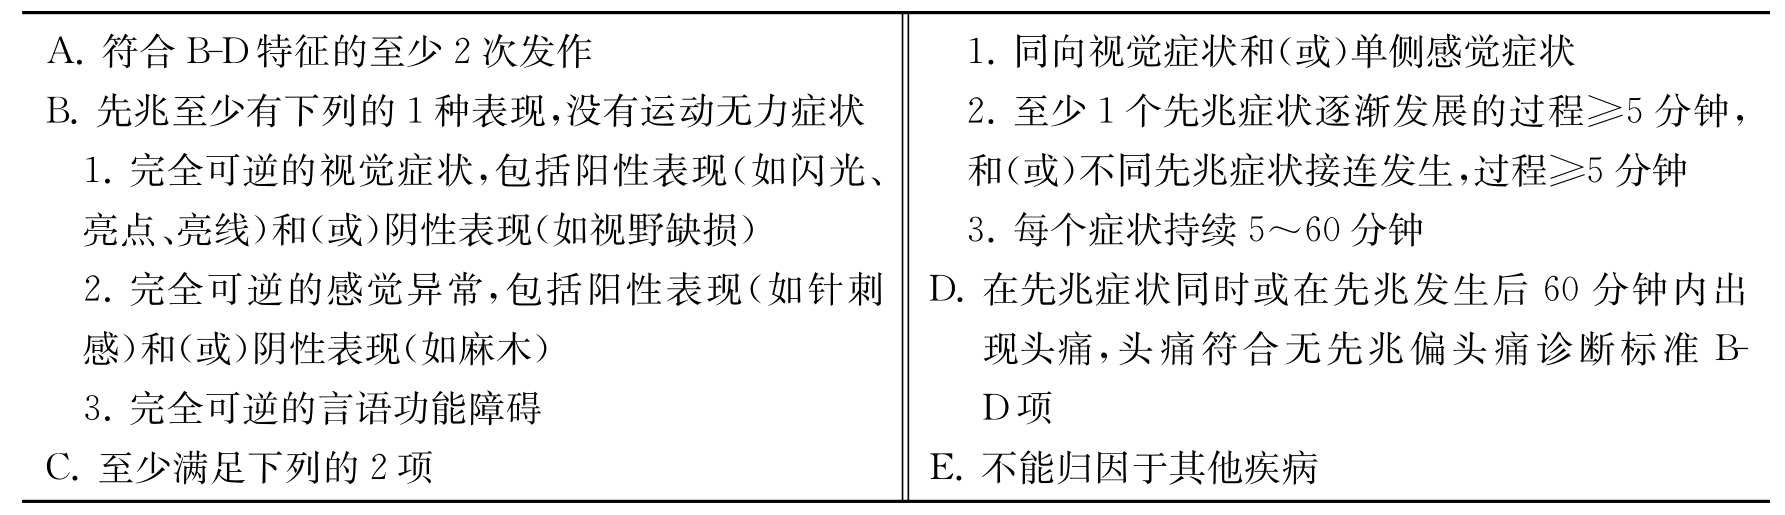 A. 符合 B-D 特征的至少 2 次发作
B. 先兆至少有下列的 1 种表现,没有运动无力症状
1. 完全可逆的视觉症状,包括阳性表现(如闪光、
亮点、亮线)和(或)阴性表现(如视野缺损)
2. 完全可逆的感觉异常,包括阳性表现(如针刺
感)和(或)阴性表现(如麻木)
3. 完全可逆的言语功能障碍
C. 至少满足下列的 2 项
1. 同向视觉症状和(或)单侧感觉症状
2. 至少 1 个先兆症状逐渐发展的过程≥5 分钟,
和(或)不同先兆症状接连发生,过程≥5 分钟
3. 每个症状持续 5～60 分钟
D. 在先兆症状同时或在先兆发生后 60 分钟内出
现头痛,头痛符合无先兆偏头痛诊断标准 B-
D 项
E. 不能归因于其他疾病